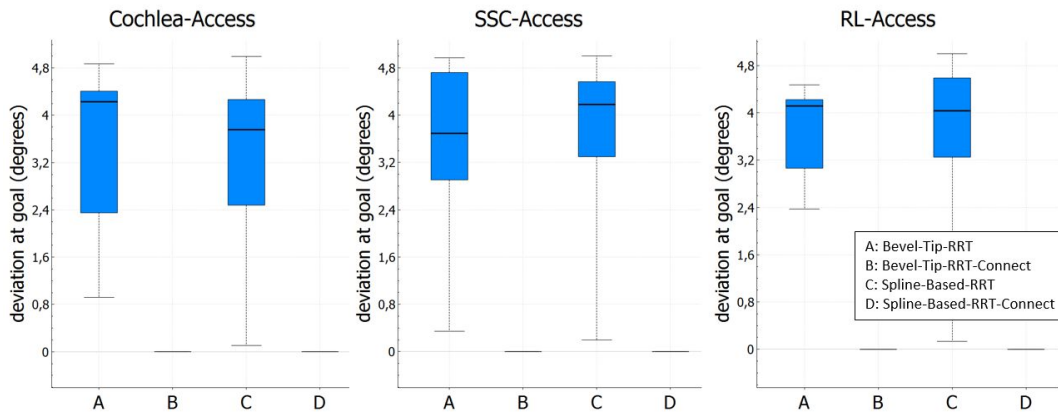 Cochlea-Access
deviation at goal (degrees)
4,8
4
3,2
2,4
1,6
0,8
0
A B C D
SSC-Access
deviation at goal (degrees)
4,8
4
3,2
2,4
1,6
0,8
0
A B C D
RL-Access
deviation at goal (degrees)
4,8
4
3,2
2,4
1,6
0,8
0
A B C D
A: Bevel-Tip-RRT
B: Bevel-Tip-RRT-Connect
C: Spline-Based-RRT
D: Spline-Based-RRT-Connect